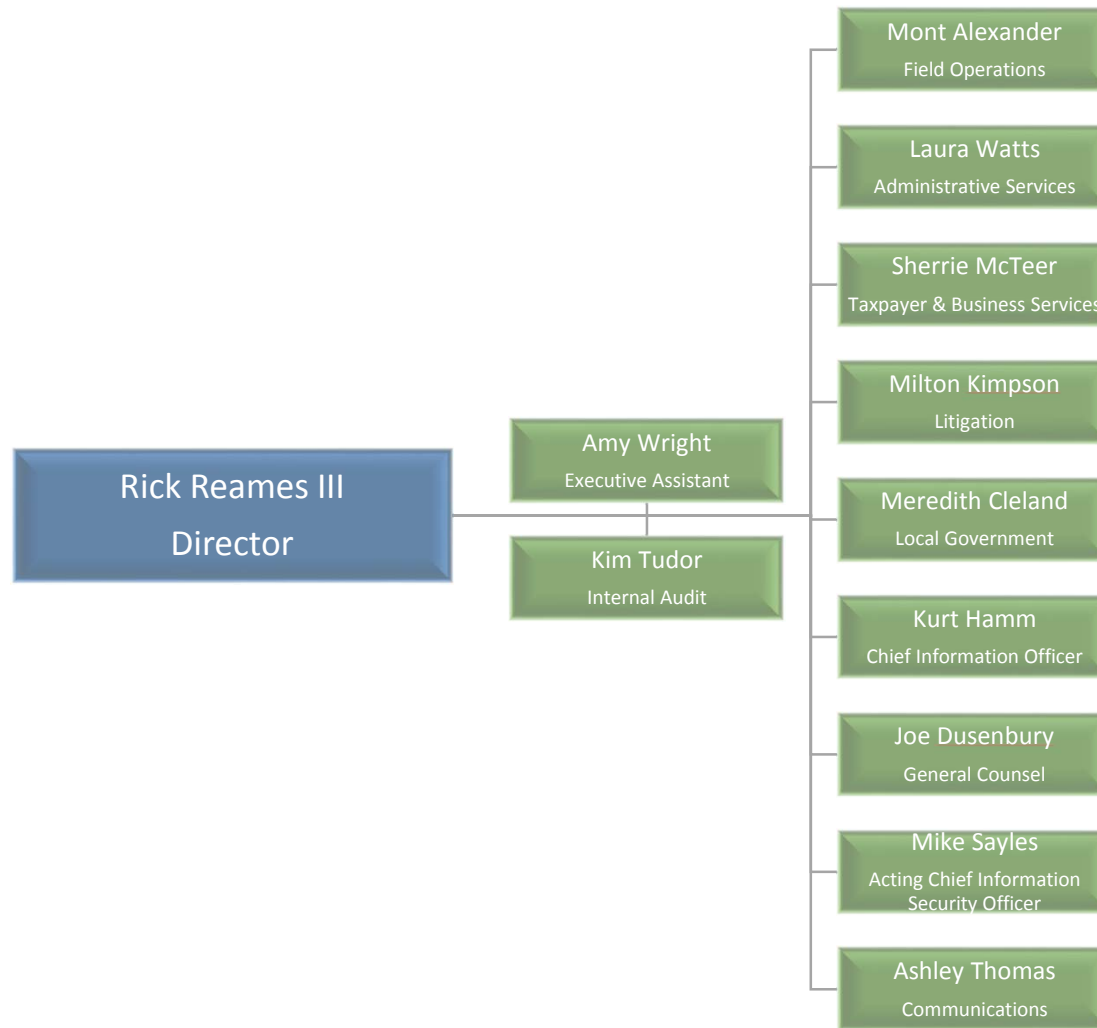 Rick Reames III
Director
Amy Wright
Executive Assistant
Kim Tudor
Internal Audit
Mont Alexander
Field Operations
Laura Watts
Administrative Services
Sherrie McTeer
Taxpayer & Business Services
Milton Kimpson
Litigation
Meredith Cleland
Local Government
Kurt Hamm
Chief Information Officer
Joe Dusenbury
General Counsel
Mike Sayles
Acting Chief Information
Security Officer
Ashley Thomas
Communications